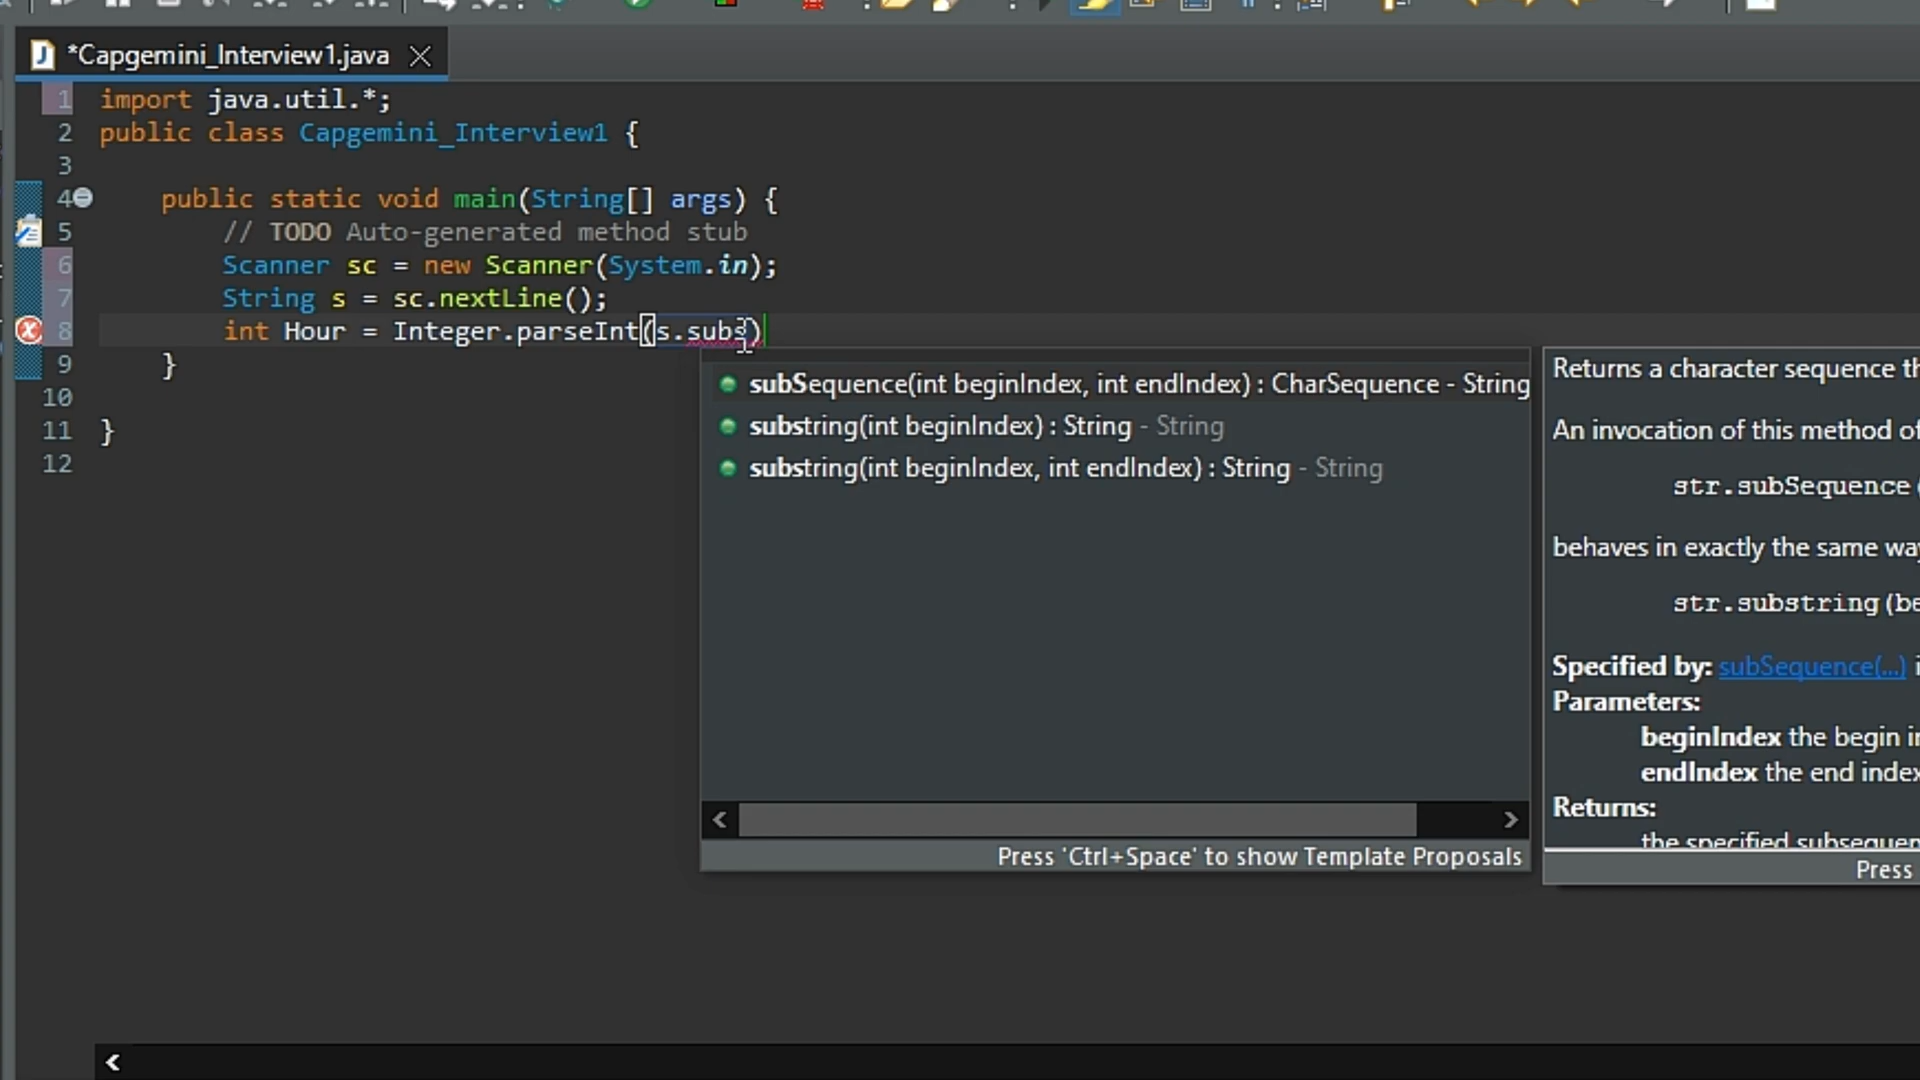 *Capgemini_Interview1.java
1 import java.util.*;
2 public class Capgemini_Interview1 {
3
4 public static void main(String[] args) {
5 // TODO Auto-generated method stub
6 Scanner sc = new Scanner(System.in);
7 String s = sc.nextLine();
8 int Hour = Integer.parseInt(s.subs)
9 }
10
11 }
12
subSequence(int beginIndex, int endIndex) : CharSequence - String
substring(int beginIndex) : String - String
substring(int beginIndex, int endIndex) : String - String
Press 'Ctrl+Space' to show Template Proposals
Returns a character sequence th
An invocation of this method of
str.subSequence(
behaves in exactly the same way
str.substring(be
Specified by: subSequence(...) i
Parameters:
beginIndex the begin in
endIndex the end index
Returns:
the specified subsequen
Press